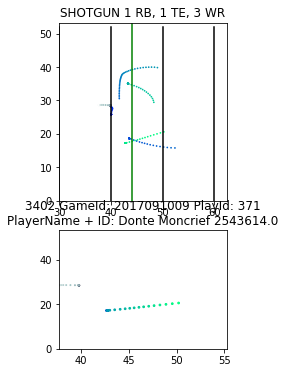 SHOTGUN 1 RB, 1 TE, 3 WR
50
40
30
20
10
0
30 40 50 60
3402 GameId: 2017091009 PlayId: 371
PlayerName + ID: Donte Moncrief 2543614.0
40
20
0
40 45 50 55